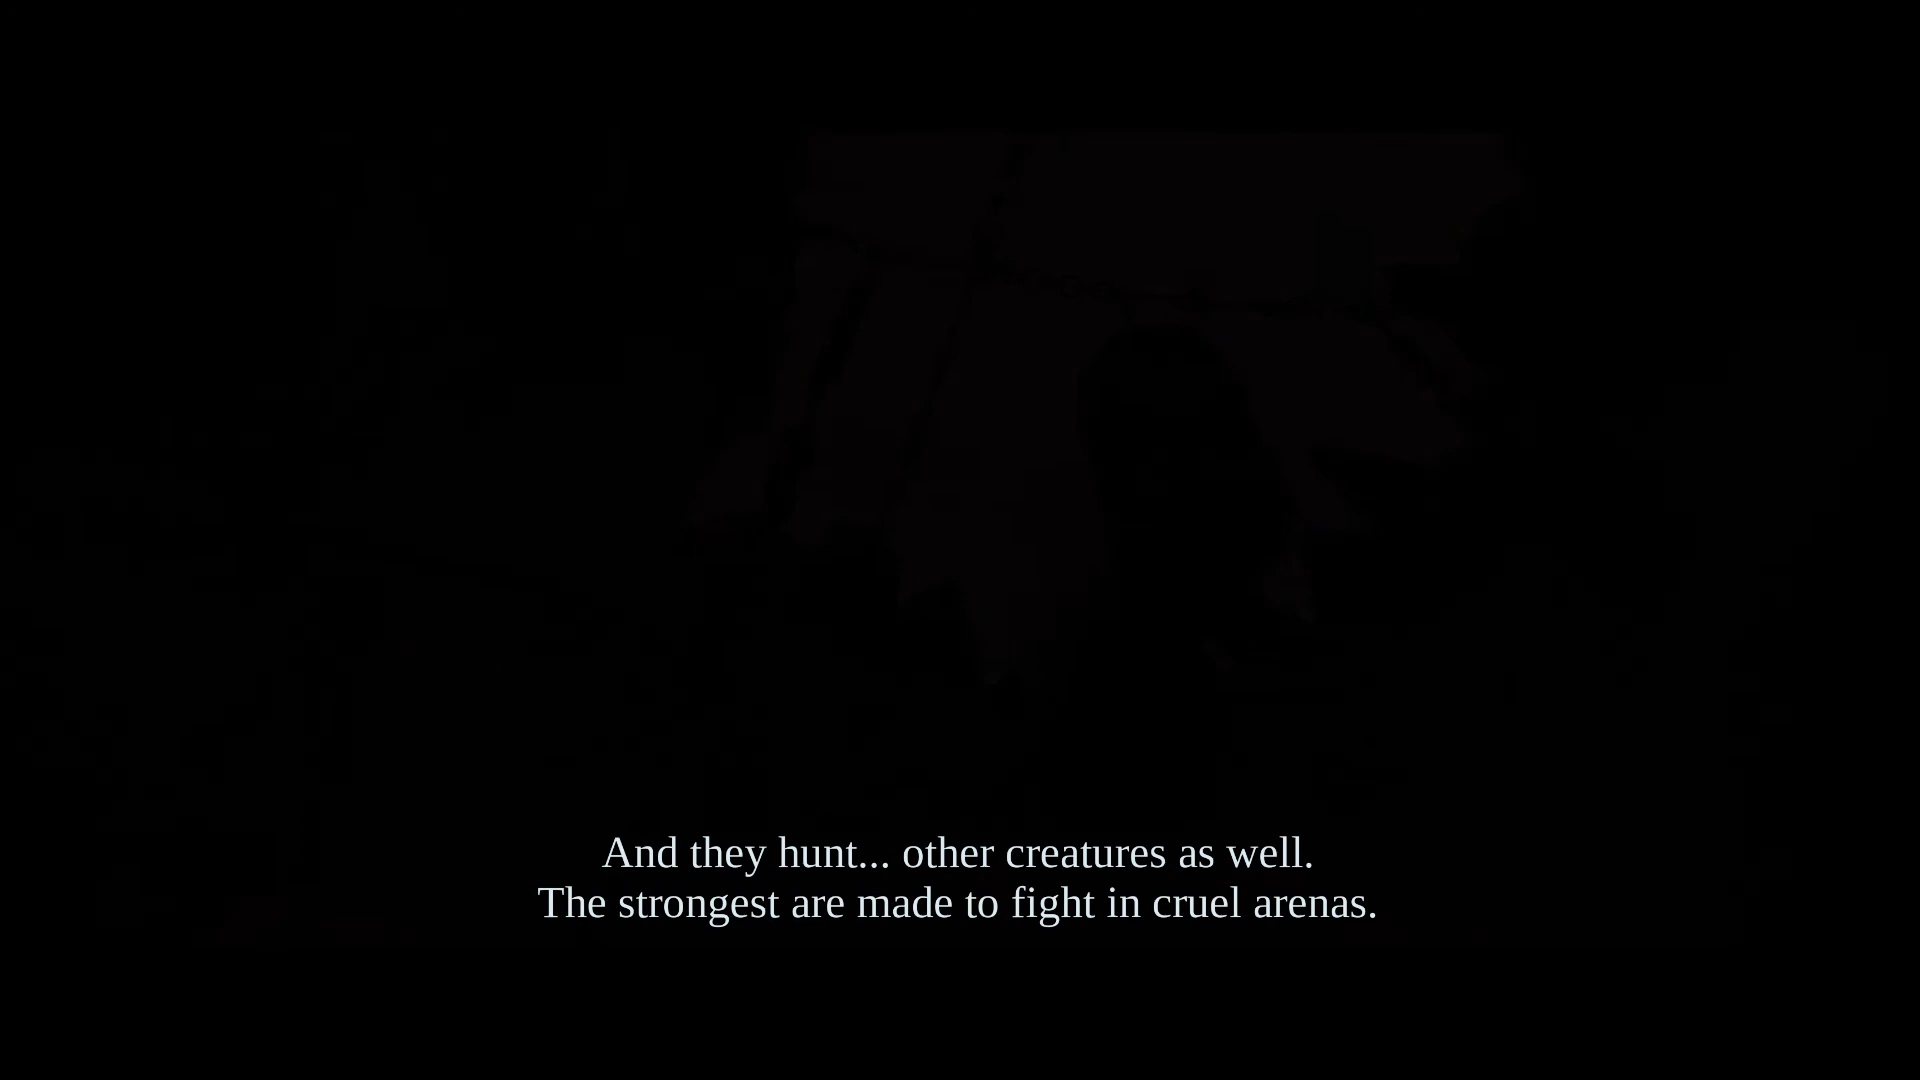 And they hunt... other creatures as well.
The strongest are made to fight in cruel arenas.